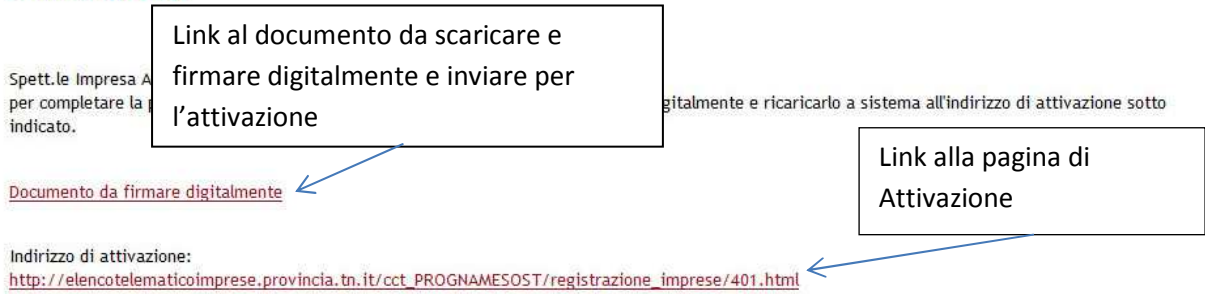 Link al documento da scaricare e
firmare digitalmente e inviare per
l'attivazione
Spett.le Impresa A
per completare la gitalmente e ricaricarlo a sistema all'indirizzo di attivazione sotto
indicato.
Link alla pagina di
Attivazione
Documento da firmare digitalmente
Indirizzo di attivazione:
http://elencotelematicoimprese.provincia.tn.it/cct_PROGNAMESOST/registrazione_imprese/401.html